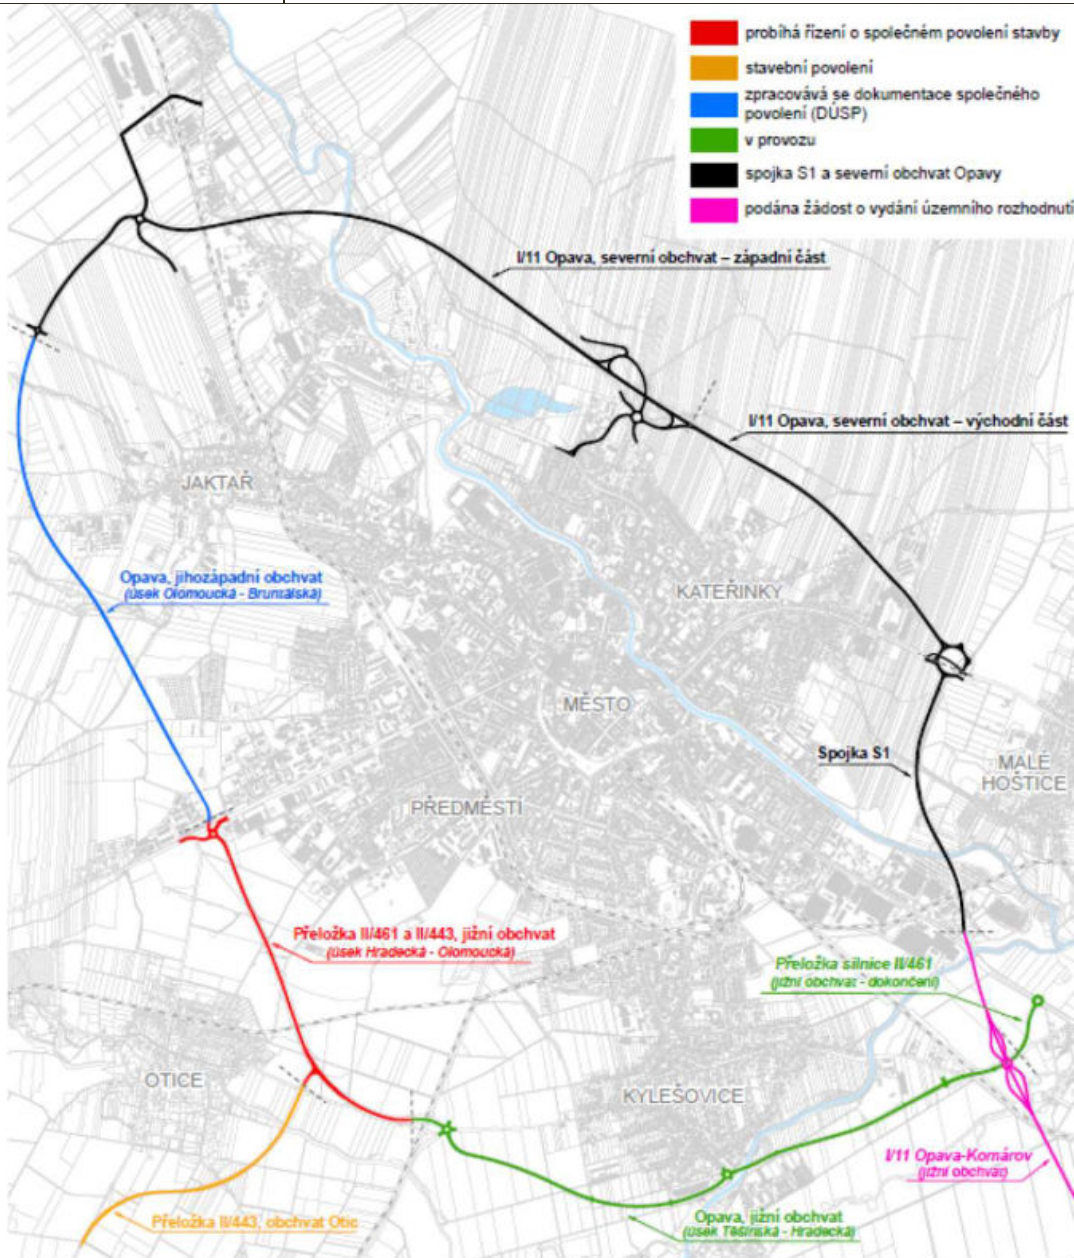 probíhá řízení o společném povolení stavby
stavební povolení
zpracovává se dokumentace společného
povolení (DÚSP)
v provozu
spojka S1 a severní obchvat Opavy
podána žádost o vydání územního rozhodnutí
I/11 Opava, severní obchvat – západní část
I/11 Opava, severní obchvat – východní část
JAKTAŘ
Opava, jihozápadní obchvat
(úsek Olomoucká - Bruntálská)
KATEŘINKY
MĚSTO
Spojka S1
MALÉ
HOŠTICE
PŘEDMĚSTÍ
Přeložka II/461 a II/443, jižní obchvat
(úsek Hradecká - Olomoucká)
Přeložka silnice II/461
(jižní obchvat - dokončení)
OTICE
KYLEŠOVICE
I/11 Opava-Komárov
(jižní obchvat)
Přeložka II/443, obchvat Otic
Opava, jižní obchvat
(úsek Těšínská - Hradecká)